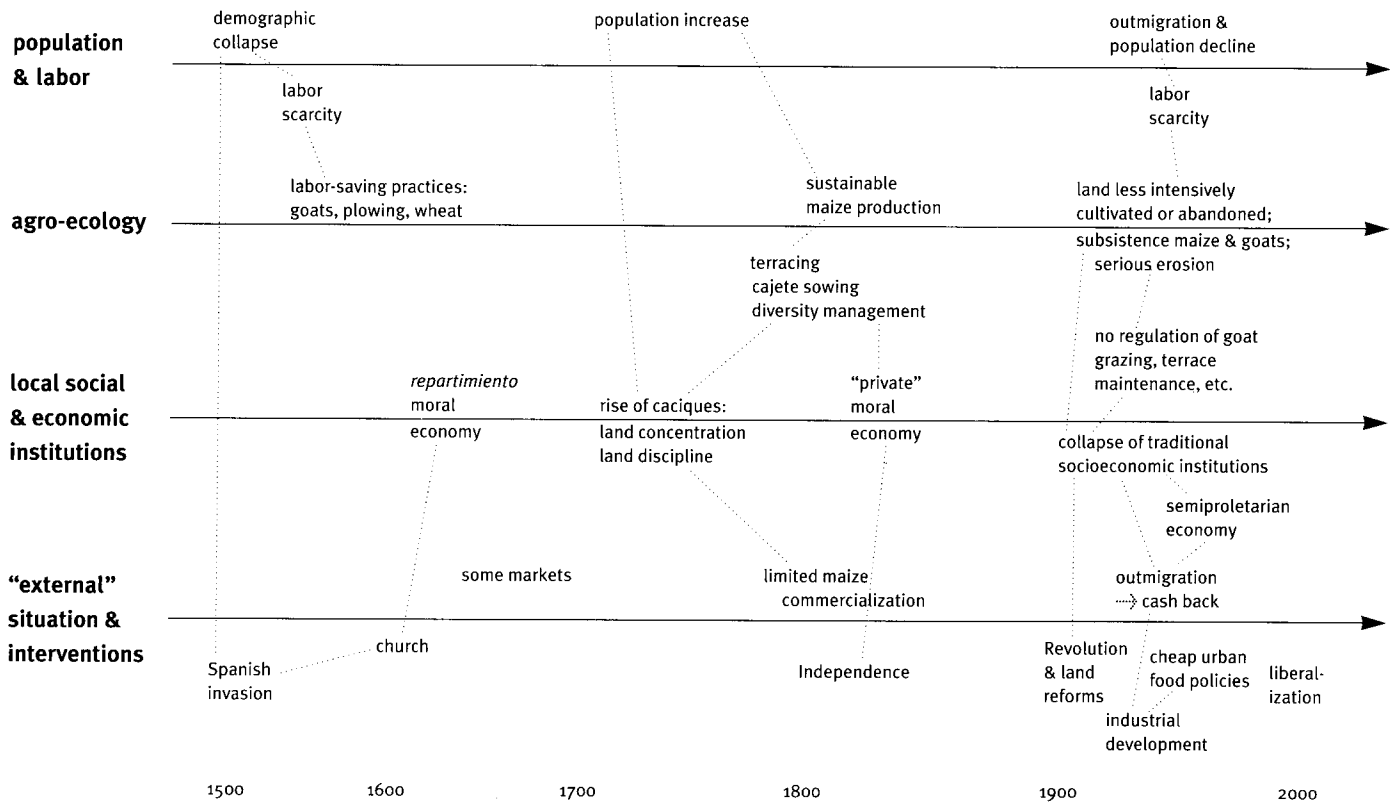 population
& labor
demographic
collapse
population increase
outmigration &
population decline
labor
scarcity
labor
scarcity
agro-ecology
labor-saving practices:
goats, plowing, wheat
sustainable
maize production
land less intensively
cultivated or abandoned;
subsistence maize & goats;
serious erosion
terracing
cajete sowing
diversity management
no regulation of goat
grazing, terrace
maintenance, etc.
local social
& economic
institutions
repartimiento
moral
economy
rise of caciques:
land concentration
land discipline
“private”
moral
economy
collapse of traditional
socioeconomic institutions
semiproletarian
economy
“external”
situation &
interventions
some markets
limited maize
commercialization
outmigration
cash back
Spanish
invasion
church
Independence
Revolution
& land
reforms
cheap urban
food policies
liberal-
ization
industrial
development
1500
1600
1700
1800
1900
2000